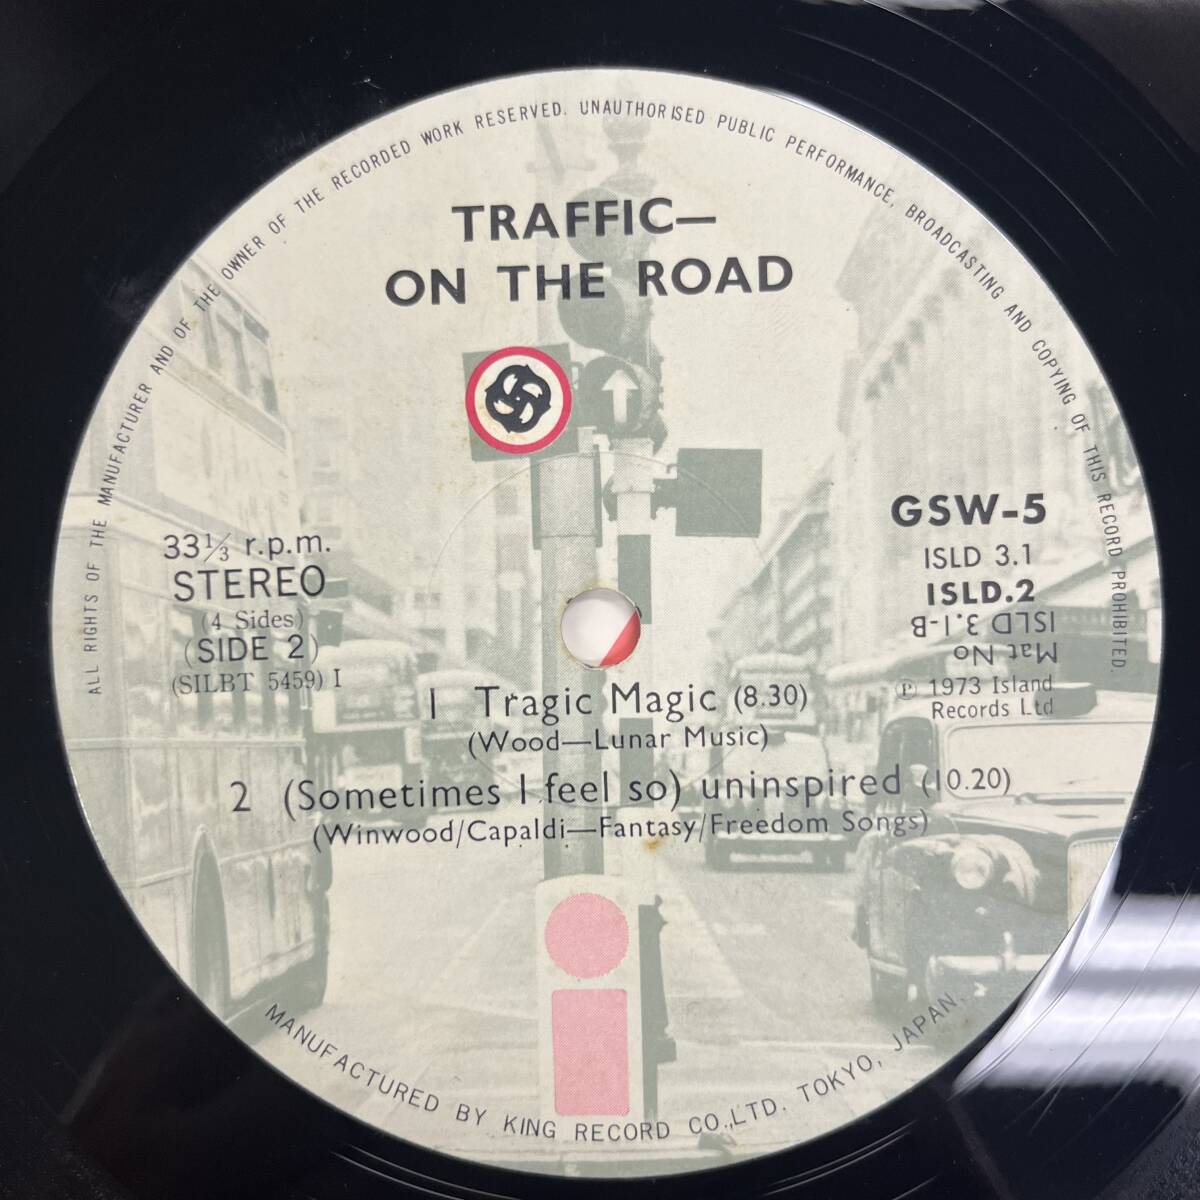 ALL RIGHTS OF THE MANUFACTURER AND OF THE OWNER OF THE RECORDED WORK RESERVED. UNAUTHORISED PUBLIC PERFORMANCE, BROADCASTING AND COPYING OF THIS RECORD PROHIBITED.
TRAFFIC—
ON THE ROAD
33⅓ r.p.m.
STEREO
(4 Sides)
(SIDE 2)
(SILBT 5459) I
GSW-5
ISLD 3.1
ISLD.2
ISLD 3.1-B
Mat No
Ⓟ 1973 Island
Records Ltd
1 Tragic Magic (8.30)
(Wood—Lunar Music)
2 (Sometimes I feel so) uninspired (10.20)
(Winwood/Capaldi—Fantasy/Freedom Songs)
i
MANUFACTURED BY KING RECORD CO.,LTD. TOKYO, JAPAN.